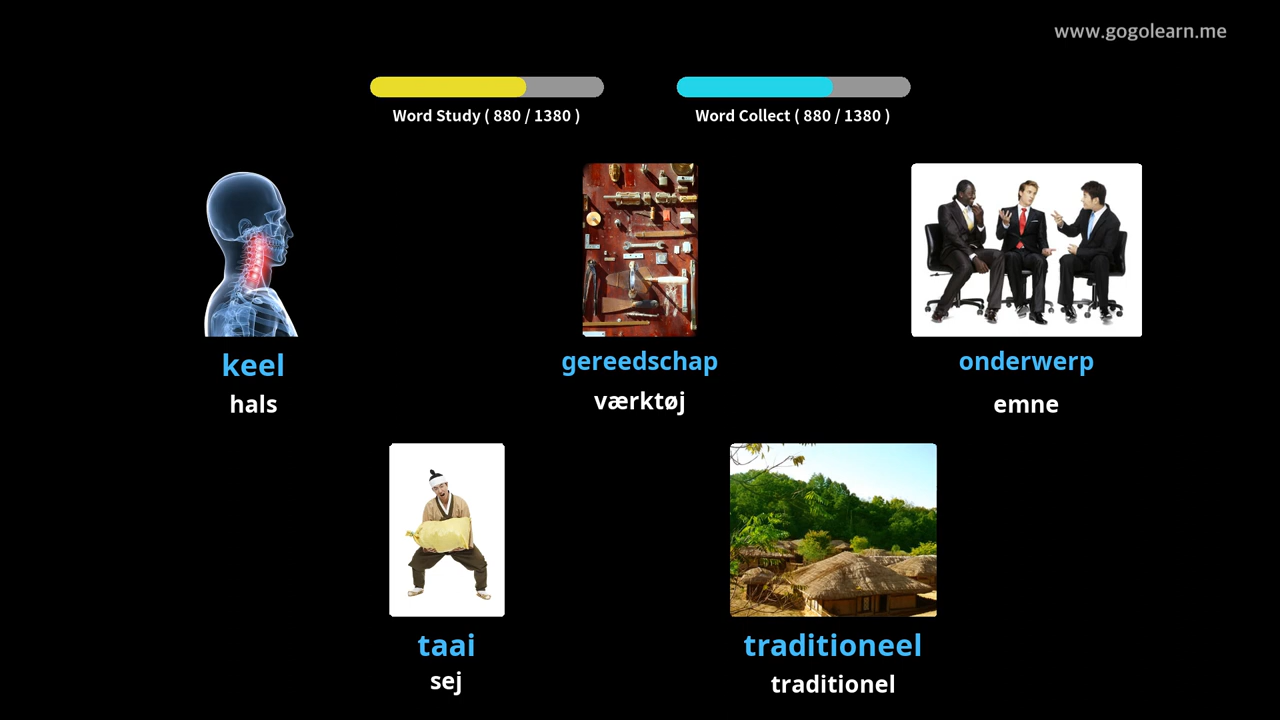 www.gogolearn.me
Word Study ( 880 / 1380 )
Word Collect ( 880 / 1380 )
keel
hals
gereedschap
værktøj
onderwerp
emne
taai
sej
traditioneel
traditionel